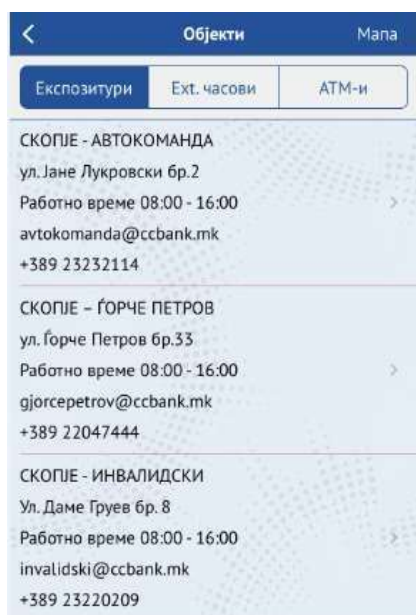 Објекти Мапа
Експозитури Ext. часови АТМ-и
СКОПЈЕ - АВТОКОМАНДА
ул. Јане Лукровски бр.2
Работно време 08:00 - 16:00
avtokomanda@ccbank.mk
+389 23232114
СКОПЈЕ – ЃОРЧЕ ПЕТРОВ
ул. Ѓорче Петров бр.33
Работно време 08:00 - 16:00
gjorcepetrov@ccbank.mk
+389 22047444
СКОПЈЕ - ИНВАЛИДСКИ
Ул. Даме Груев бр. 8
Работно време 08:00 - 16:00
invalidski@ccbank.mk
+389 23220209